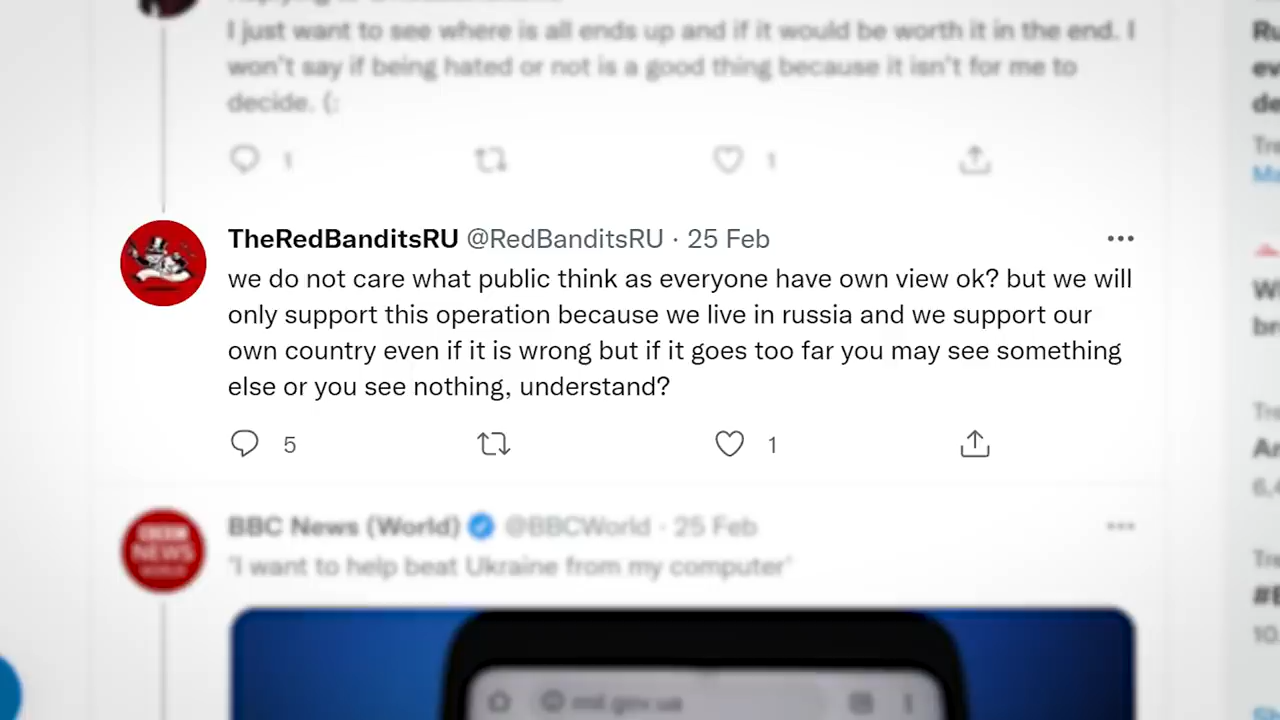 I just want to see where is all ends up and if it would be worth it in the end. I
won't say if being hated or not is a good thing because it isn't for me to
decide. (:
1
1
TheRedBanditsRU @RedBanditsRU · 25 Feb
we do not care what public think as everyone have own view ok? but we will
only support this operation because we live in russia and we support our
own country even if it is wrong but if it goes too far you may see something
else or you see nothing, understand?
5
1
BBC News (World) @BBCWorld · 25 Feb
BBC
NEWS
'I want to help beat Ukraine from my computer'